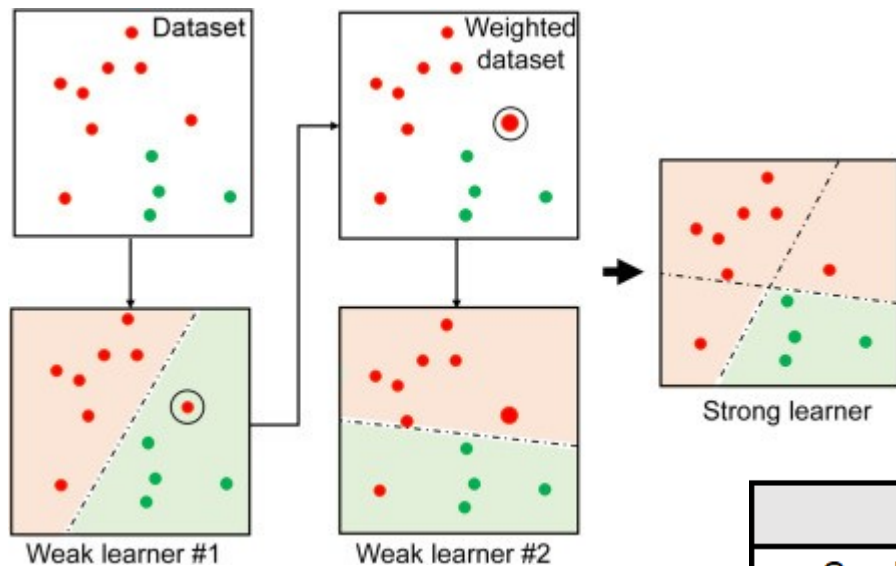 Dataset
Weighted
dataset
Weak learner #1
Weak learner #2
Strong learner